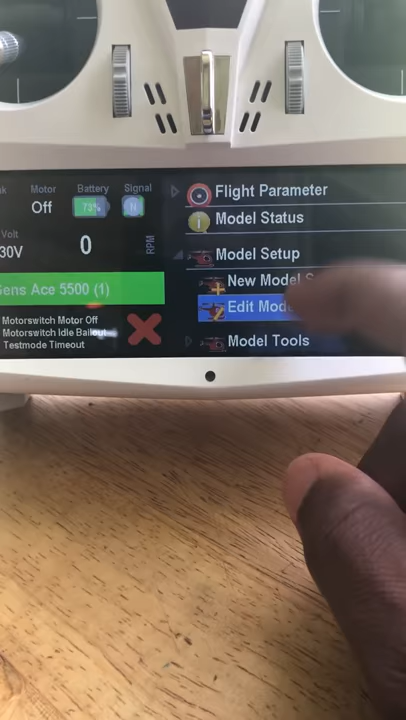 Motor
Battery
Signal
Off
73%
N
Volt
30V
0
RPM
Gens Ace 5500 (1)
Motorswitch Motor Off
Motorswitch Idle Bailout
Testmode Timeout
Flight Parameter
Model Status
Model Setup
New Model
Edit
Model Tools